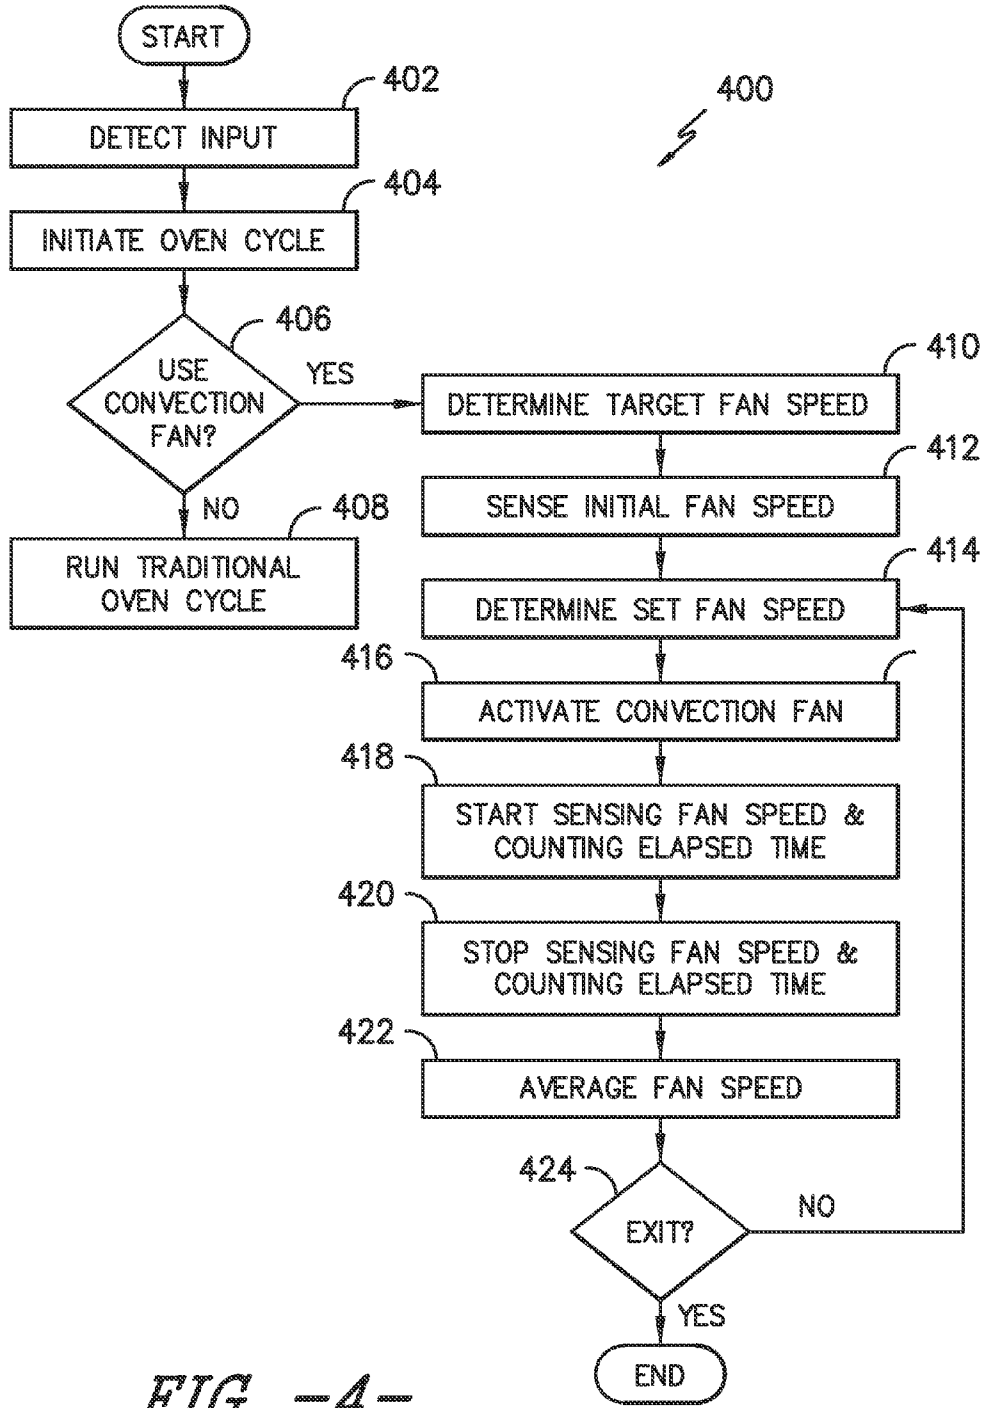 START
402
DETECT INPUT
400
404
INITIATE OVEN CYCLE
406
USE
CONVECTION
FAN?
YES
NO
408
RUN TRADITIONAL
OVEN CYCLE
410
DETERMINE TARGET FAN SPEED
412
SENSE INITIAL FAN SPEED
414
DETERMINE SET FAN SPEED
416
ACTIVATE CONVECTION FAN
418
START SENSING FAN SPEED &
COUNTING ELAPSED TIME
420
STOP SENSING FAN SPEED &
COUNTING ELAPSED TIME
422
AVERAGE FAN SPEED
424
EXIT?
NO
YES
END
FIG. -4-